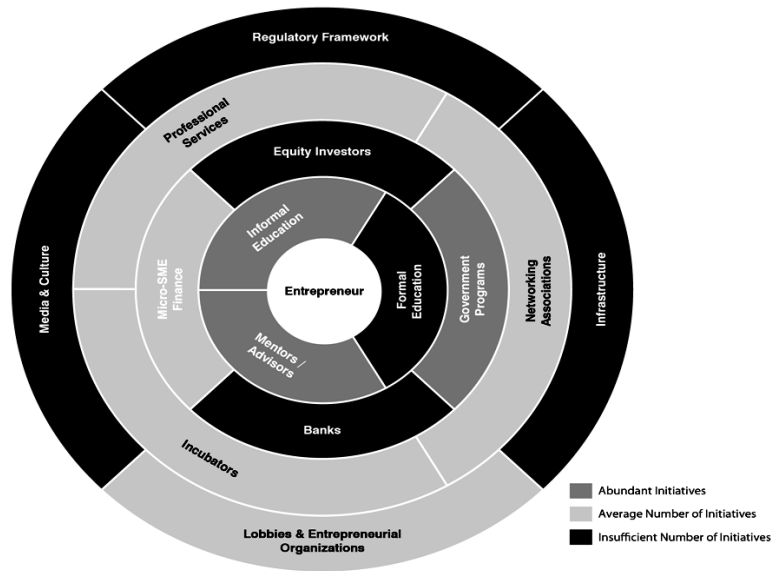 Regulatory Framework
Professional
Services
Equity Investors
Informal
Education
Media & Culture
Micro-SME
Finance
Entrepreneur
Formal
Education
Government
Programs
Networking
Associations
Infrastructure
Mentors /
Advisors
Banks
Incubators
Lobbies & Entrepreneurial
Organizations
Abundant Initiatives
Average Number of Initiatives
Insufficient Number of Initiatives